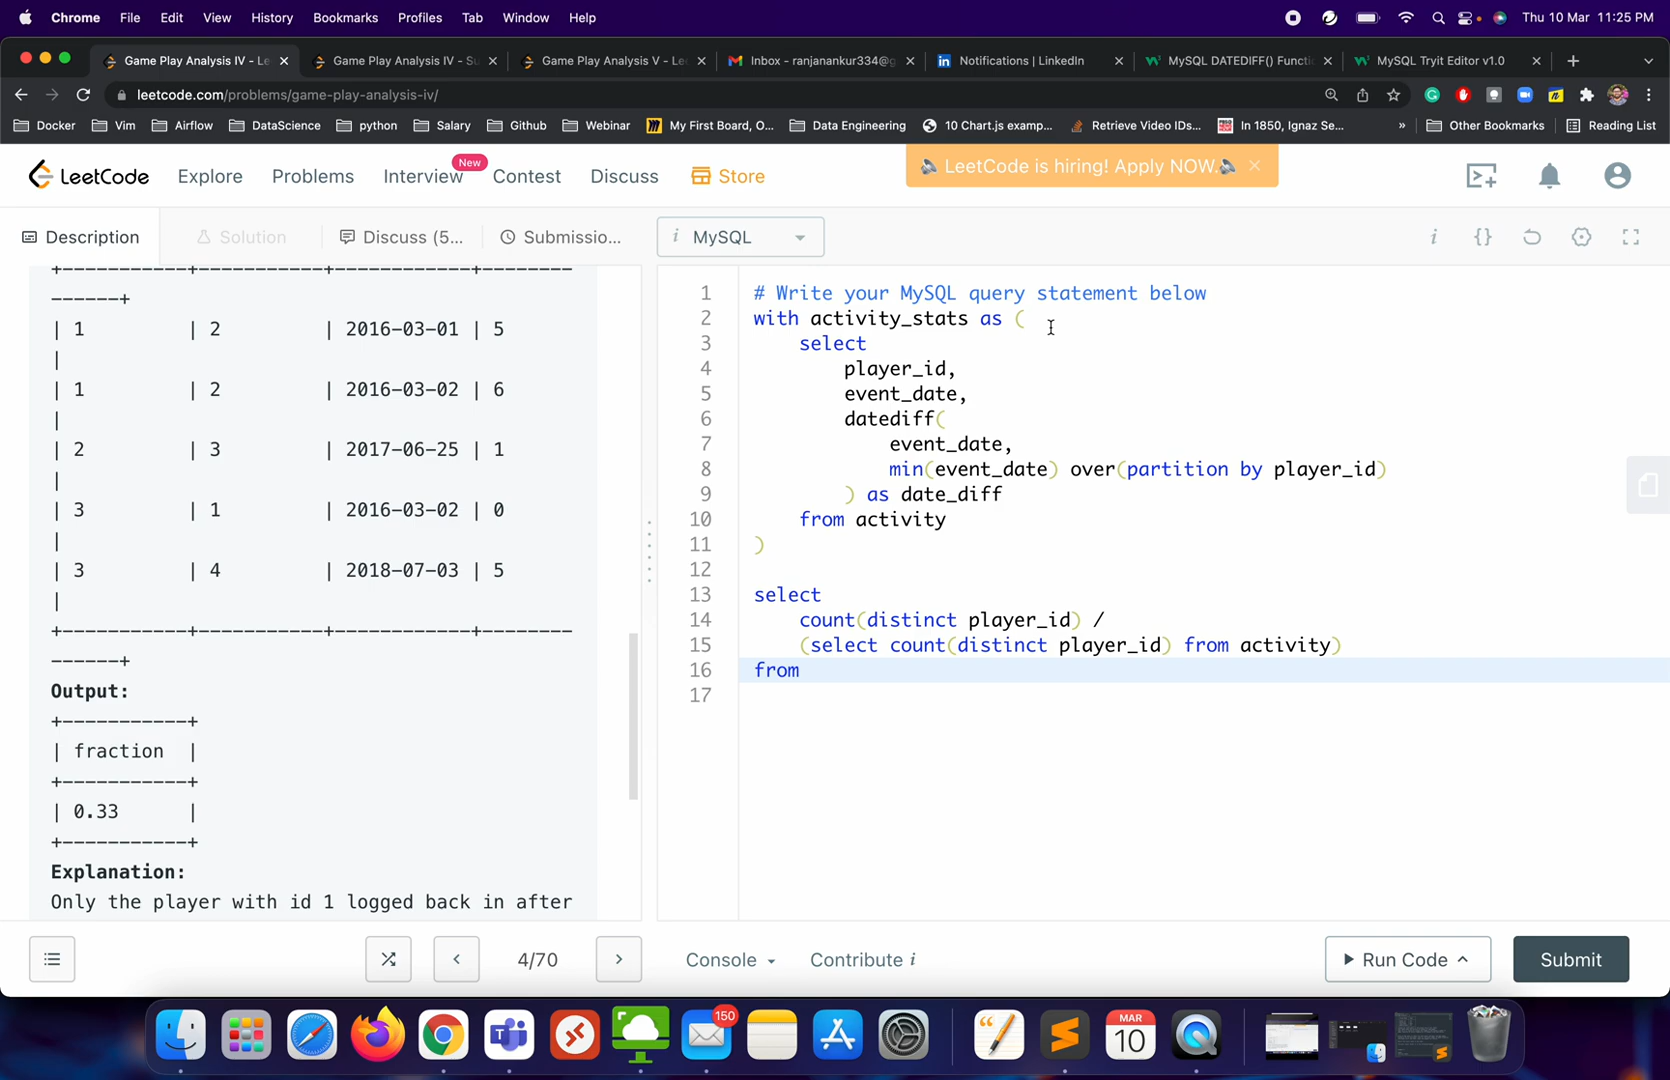 Chrome File Edit View History Bookmarks Profiles Tab Window Help Thu 10 Mar 11:25 PM
Game Play Analysis IV - Le Game Play Analysis IV - Su Game Play Analysis V - Lee Inbox - ranjanankur334@g Notifications | LinkedIn MySQL DATEDIFF() Functi MySQL Tryit Editor v1.0
leetcode.com/problems/game-play-analysis-iv/
Docker Vim Airflow DataScience python Salary Github Webinar My First Board, O... Data Engineering 10 Chart.js examp... Retrieve Video IDs... In 1850, Ignaz Se... » Other Bookmarks Reading List
LeetCode Explore Problems Interview New Contest Discuss Store LeetCode is hiring! Apply NOW.
Description Solution Discuss (5... Submissio... i MySQL i {}
+-----------+-----------+------------+--------
------+
| 1 | 2 | 2016-03-01 | 5
|
| 1 | 2 | 2016-03-02 | 6
|
| 2 | 3 | 2017-06-25 | 1
|
| 3 | 1 | 2016-03-02 | 0
|
| 3 | 4 | 2018-07-03 | 5
|
+-----------+-----------+------------+--------
------+
Output:
+-----------+
| fraction |
+-----------+
| 0.33 |
+-----------+
Explanation:
Only the player with id 1 logged back in after
1 # Write your MySQL query statement below
2 with activity_stats as (
3 select
4 player_id,
5 event_date,
6 datediff(
7 event_date,
8 min(event_date) over(partition by player_id)
9 ) as date_diff
10 from activity
11 )
12
13 select
14 count(distinct player_id) /
15 (select count(distinct player_id) from activity)
16 from
17
< 4/70 > Console Contribute i Run Code Submit
150
MAR
10